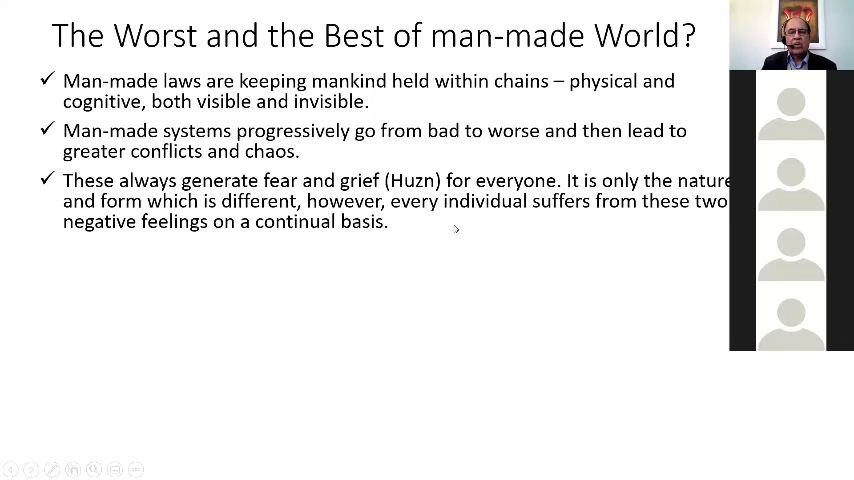 The Worst and the Best of man-made World?
✓ Man-made laws are keeping mankind held within chains – physical and
cognitive, both visible and invisible.
✓ Man-made systems progressively go from bad to worse and then lead to
greater conflicts and chaos.
✓ These always generate fear and grief (Huzn) for everyone. It is only the nature
and form which is different, however, every individual suffers from these two
negative feelings on a continual basis.